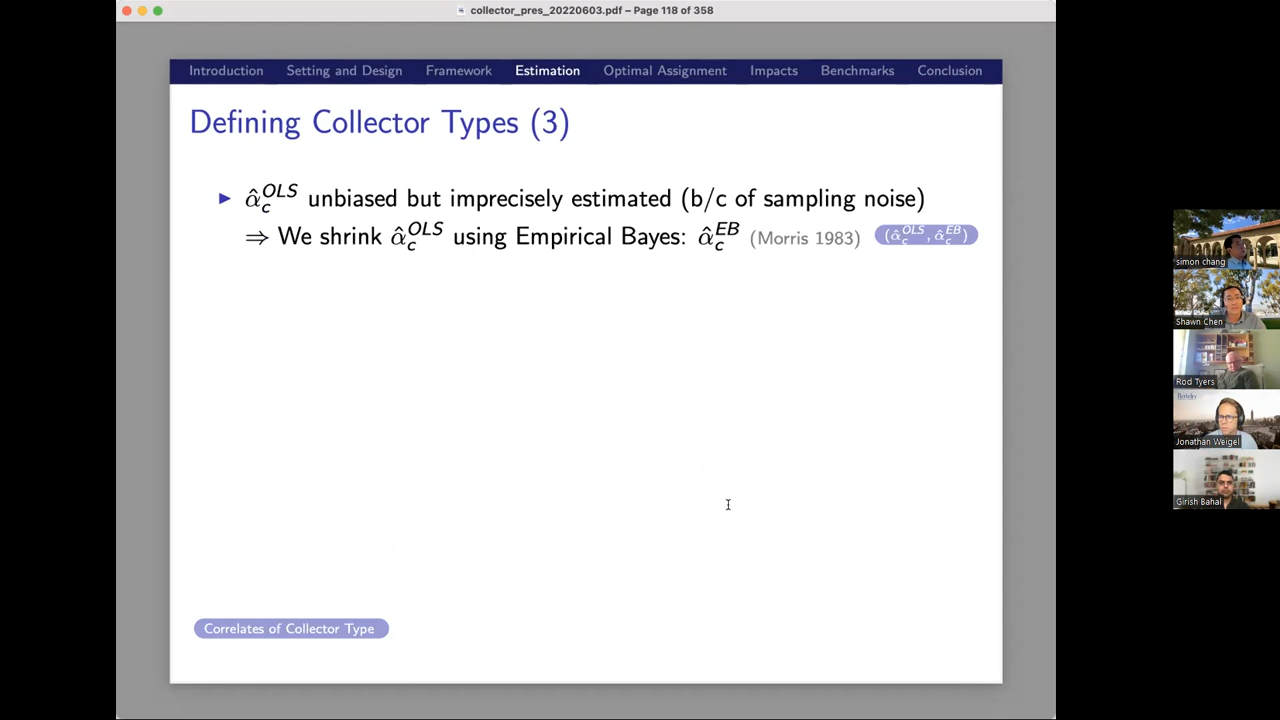 collector_pres_20220603.pdf – Page 118 of 358
Introduction Setting and Design Framework Estimation Optimal Assignment Impacts Benchmarks Conclusion
Defining Collector Types (3)
▶ α̂_c^OLS unbiased but imprecisely estimated (b/c of sampling noise)
⇒ We shrink α̂_c^OLS using Empirical Bayes: α̂_c^EB (Morris 1983) (α̂_c^OLS, α̂_c^EB)
Correlates of Collector Type
simon chang
Shawn Chen
Rod Tyers
Berkeley
Jonathan Weigel
Girish Bahal